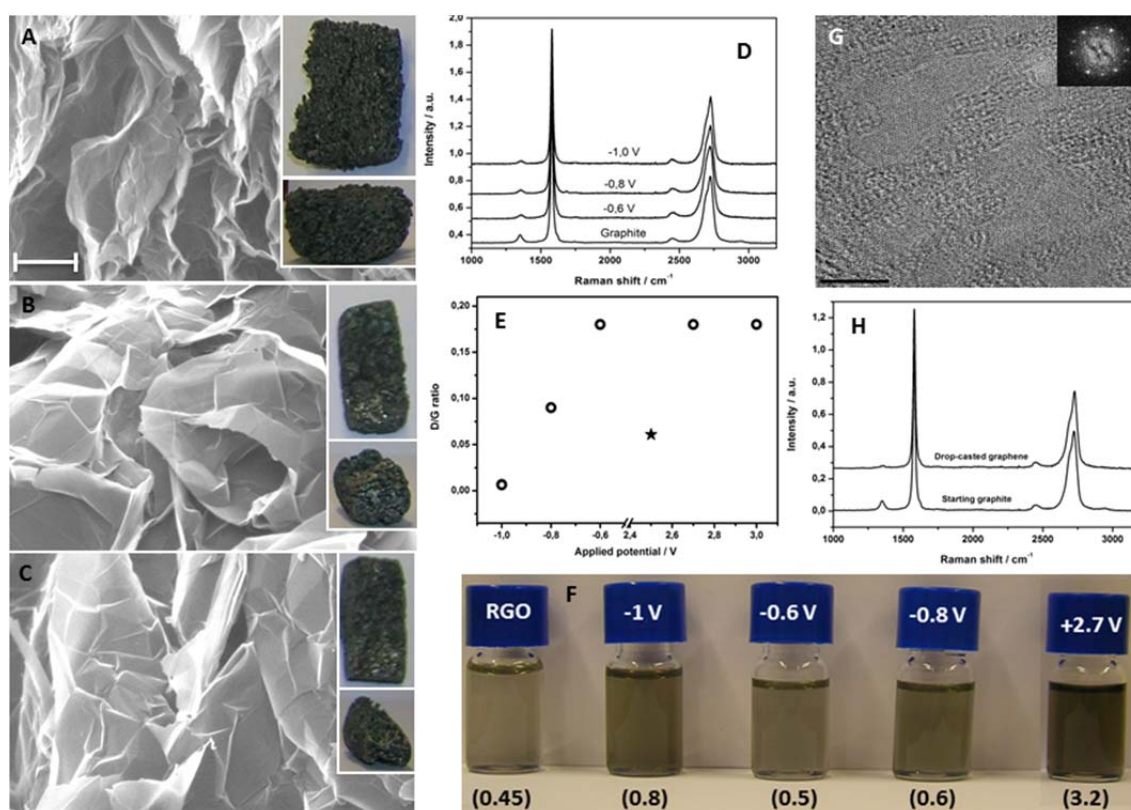 A
B
C
D
2,0
1,8
1,6
1,4
1,2
1,0
0,8
0,6
0,4
Intensity / a.u.
-1,0 V
-0,8 V
-0,6 V
Graphite
1000 1500 2000 2500 3000
Raman shift / cm-1
E
0,20
0,15
0,10
0,05
0,00
D/G ratio
-1,0 -0,8 -0,6 2,4 2,6 2,8 3,0
Applied potential / V
G
H
1,2
1,0
0,8
0,6
0,4
0,2
0,0
Intensity / a.u.
Drop-casted graphene
Starting graphite
1000 1500 2000 2500 3000
Raman shift / cm-1
F
RGO -1 V -0.6 V -0.8 V +2.7 V
(0.45) (0.8) (0.5) (0.6) (3.2)